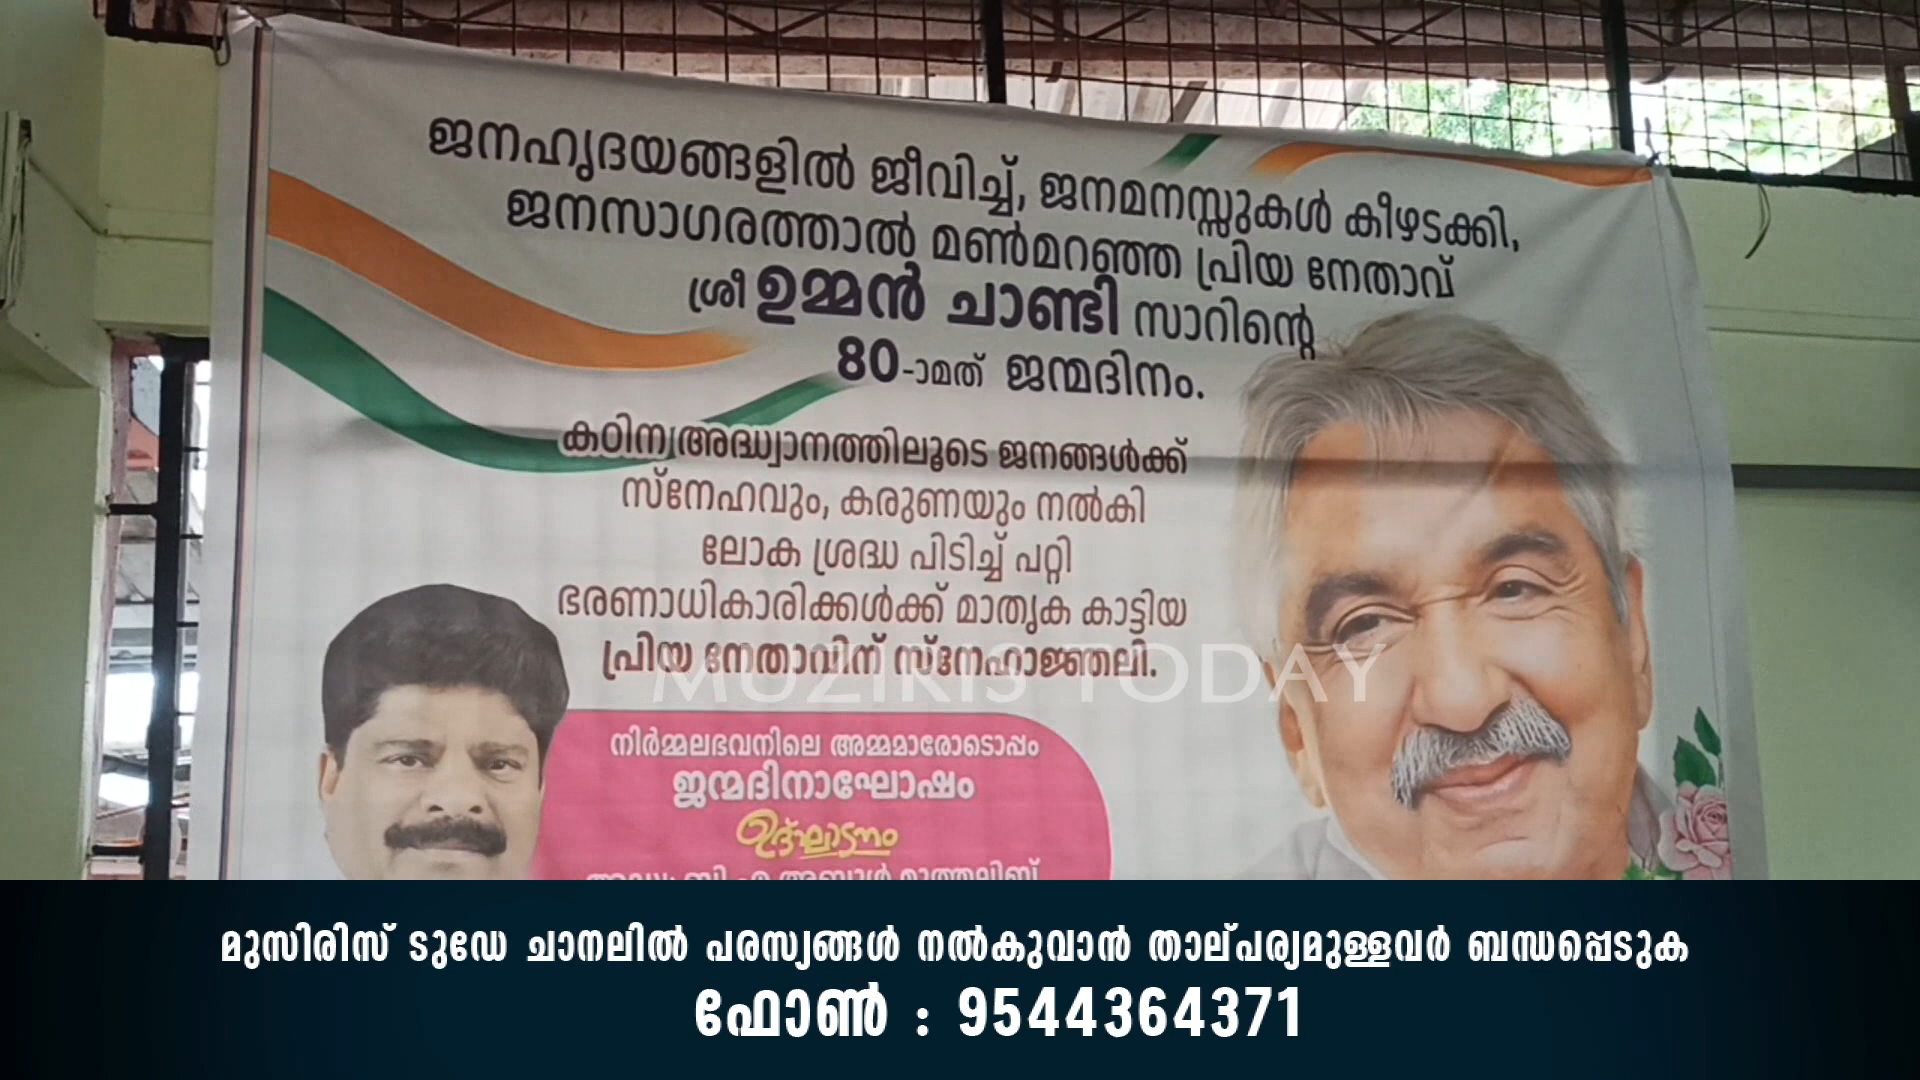 ജനഹൃദയങ്ങളിൽ ജീവിച്ച്, ജനമനസ്സുകൾ കീഴടക്കി,
ജനസാഗരത്താൽ മൺമറഞ്ഞ പ്രിയ നേതാവ്
ശ്രീ ഉമ്മൻ ചാണ്ടി സാറിന്റെ
80-ാമത് ജന്മദിനം.
കഠിന അദ്ധ്വാനത്തിലൂടെ ജനങ്ങൾക്ക്
സ്നേഹവും, കരുണയും നൽകി
ലോക ശ്രദ്ധ പിടിച്ച് പറ്റി
ഭരണാധികാരിക്കൾക്ക് മാതൃക കാട്ടിയ
പ്രിയ നേതാവിന് സ്നേഹാജ്ഞലി.
MUZIRIS TODAY
നിർമ്മലഭവനിലെ അമ്മമാരോടൊപ്പം
ജന്മദിനാഘോഷം
ഉദ്ഘാടനം
മുസിരിസ് ടുഡേ ചാനലിൽ പരസ്യങ്ങൾ നൽകുവാൻ താല്പര്യമുള്ളവർ ബന്ധപ്പെടുക
ഫോൺ : 9544364371